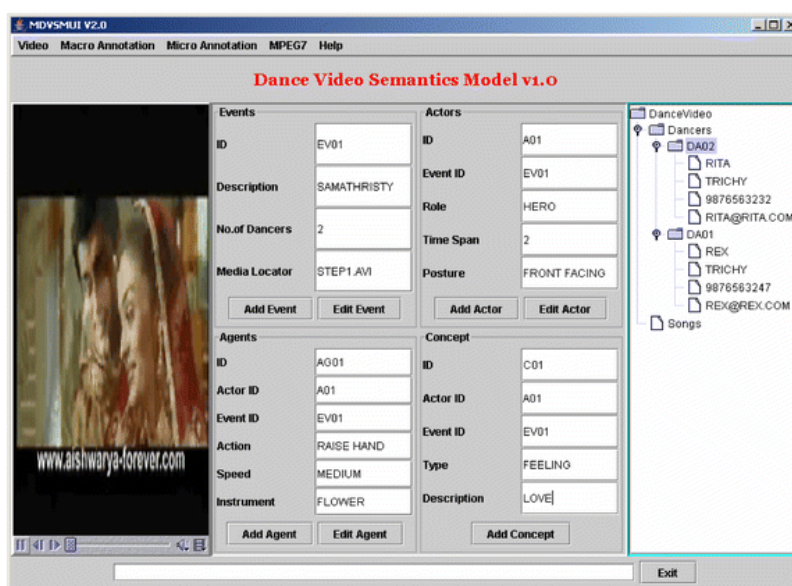 MDVSMUI V2.0
Video Macro Annotation Micro Annotation MPEG7 Help
Dance Video Semantics Model v1.0
www.aishwarya-forever.com
Events
ID EV01
Description SAMATHRISTY
No.of Dancers 2
Media Locator STEP1.AVI
Add Event Edit Event
Actors
ID A01
Event ID EV01
Role HERO
Time Span 2
Posture FRONT FACING
Add Actor Edit Actor
Agents
ID AG01
Actor ID A01
Event ID EV01
Action RAISE HAND
Speed MEDIUM
Instrument FLOWER
Add Agent Edit Agent
Concept
ID C01
Actor ID A01
Event ID EV01
Type FEELING
Description LOVE
Add Concept
DanceVideo
Dancers
DA02
RITA
TRICHY
9876563232
RITA@RITA.COM
DA01
REX
TRICHY
9876563247
REX@REX.COM
Songs
Exit